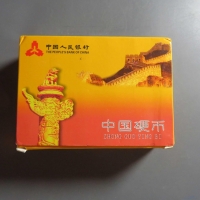 中国人民银行
THE PEOPLE'S BANK OF CHINA
中国硬币
ZHONG GUO YING BI